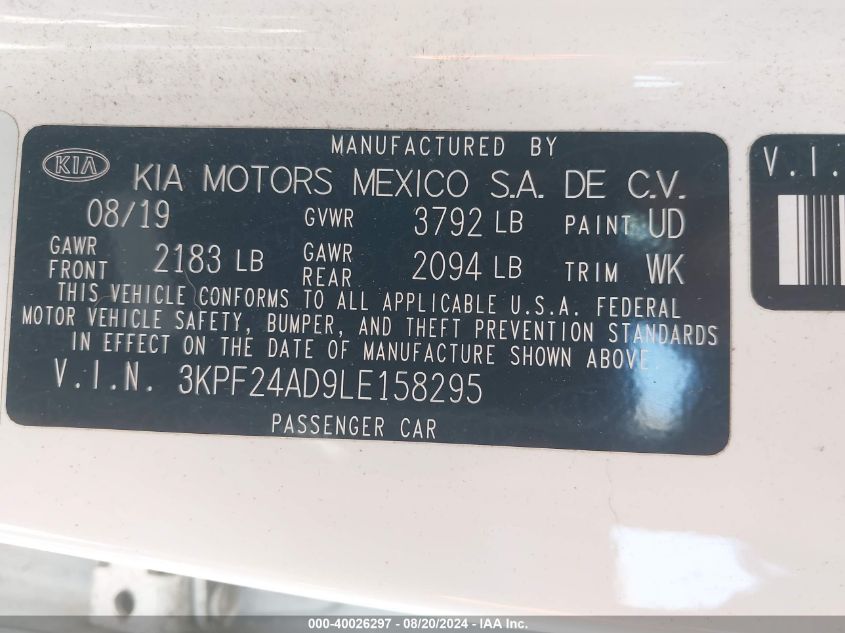 MANUFACTURED BY
KIA
KIA MOTORS MEXICO S.A. DE C.V.
08/19 GVWR 3792 LB PAINT UD
GAWR FRONT 2183 LB GAWR REAR 2094 LB TRIM WK
THIS VEHICLE CONFORMS TO ALL APPLICABLE U.S.A. FEDERAL
MOTOR VEHICLE SAFETY, BUMPER, AND THEFT PREVENTION STANDARDS
IN EFFECT ON THE DATE OF MANUFACTURE SHOWN ABOVE.
V.I.N. 3KPF24AD9LE158295
PASSENGER CAR
V.I.
000-40026297 - 08/20/2024 - IAA Inc.